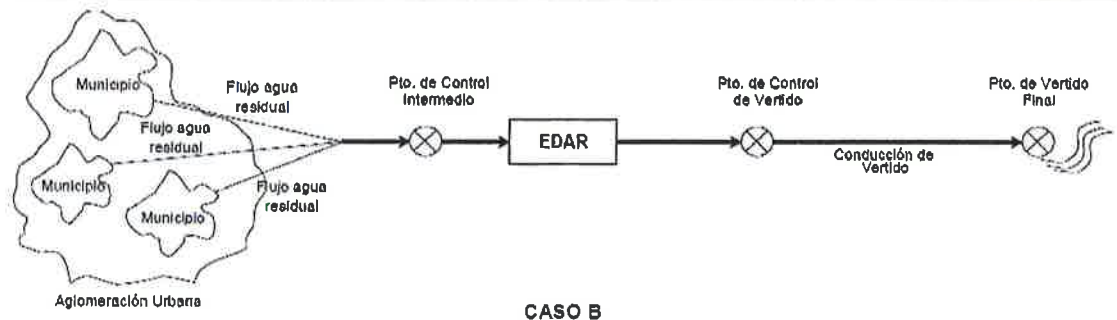 Municipio
Flujo agua
residual
Flujo agua
residual
Municipio
Flujo agua
residual
Municipio
Aglomeración Urbana
Pto. de Control
Intermedio
EDAR
Pto. de Control
de Vertido
Conducción de
Vertido
Pto. de Vertido
Final
CASO B